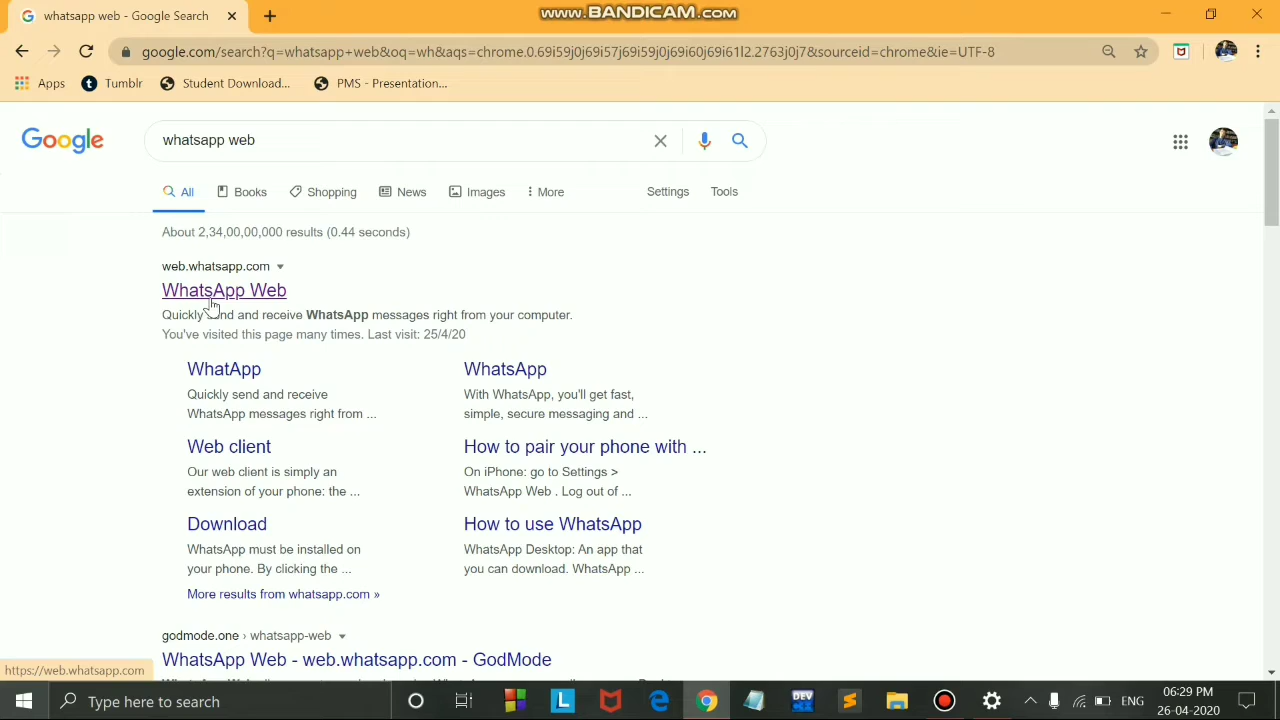 whatsapp web - Google Search
www.BANDICAM.com
google.com/search?q=whatsapp+web&oq=wh&aqs=chrome.0.69i59j0j69i57j69i59j0j69i60j69i61l2.2763j0j7&sourceid=chrome&ie=UTF-8
Apps Tumblr Student Download... PMS - Presentation...
Google
whatsapp web
All Books Shopping News Images More Settings Tools
About 2,34,00,00,000 results (0.44 seconds)
web.whatsapp.com
WhatsApp Web
Quickly send and receive WhatsApp messages right from your computer.
You've visited this page many times. Last visit: 25/4/20
WhatApp
Quickly send and receive
WhatsApp messages right from ...
WhatsApp
With WhatsApp, you'll get fast,
simple, secure messaging and ...
Web client
Our web client is simply an
extension of your phone: the ...
How to pair your phone with ...
On iPhone: go to Settings >
WhatsApp Web . Log out of ...
Download
WhatsApp must be installed on
your phone. By clicking the ...
How to use WhatsApp
WhatsApp Desktop: An app that
you can download. WhatsApp ...
More results from whatsapp.com »
godmode.one › whatsapp-web
WhatsApp Web - web.whatsapp.com - GodMode
https://web.whatsapp.com
Type here to search
L
DEV
ENG
06:29 PM
26-04-2020